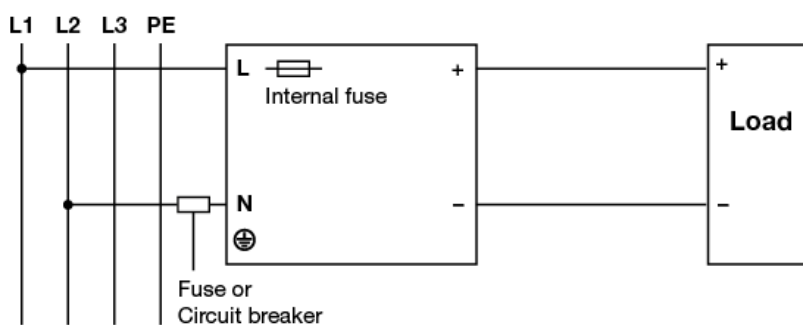 L1 L2 L3 PE
L
+
+
Internal fuse
Load
N
–
–
Fuse or
Circuit breaker